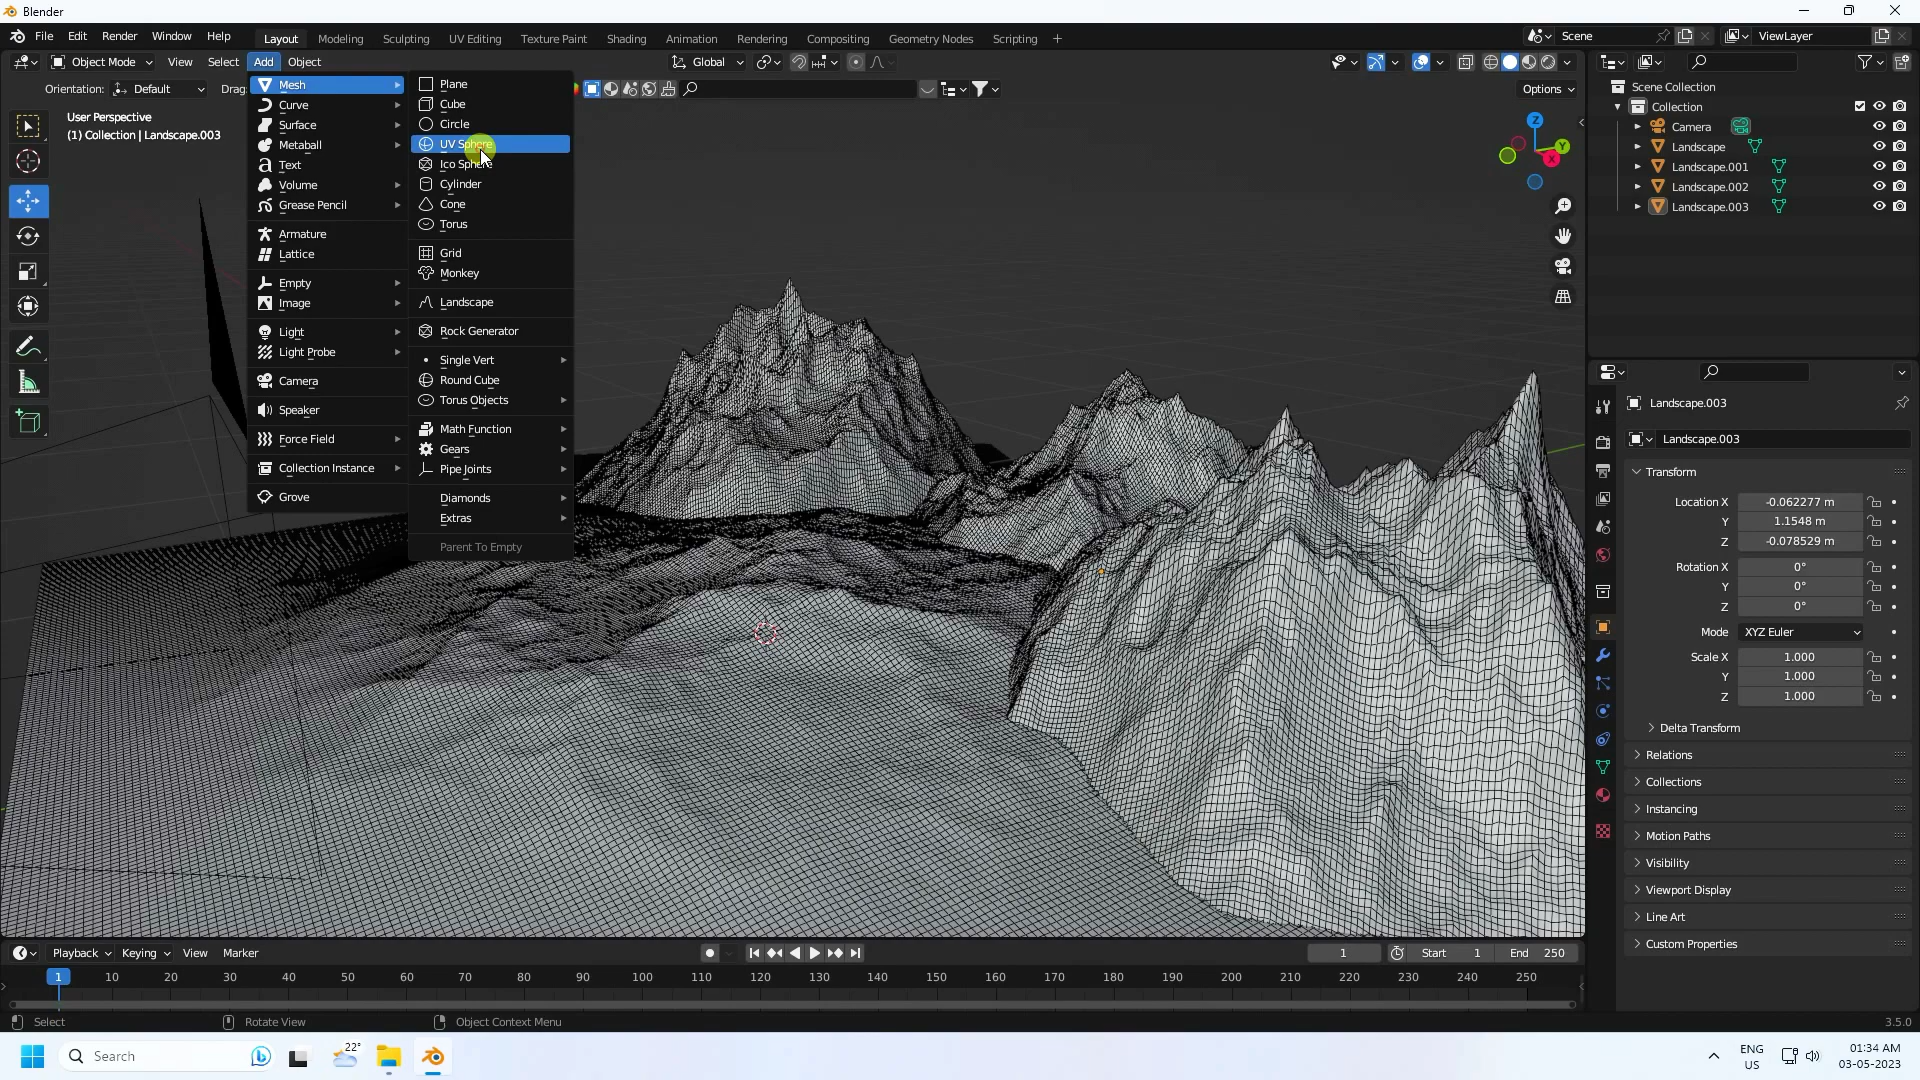 Blender
File Edit Render Window Help
Layout Modeling Sculpting UV Editing Texture Paint Shading Animation Rendering Compositing Geometry Nodes Scripting +
Scene
ViewLayer
Object Mode View Select Add Object
Global
Orientation: Default Drag:
Options
User Perspective
(1) Collection | Landscape.003
Mesh
Curve
Surface
Metaball
Text
Volume
Grease Pencil
Armature
Lattice
Empty
Image
Light
Light Probe
Camera
Speaker
Force Field
Collection Instance
Grove
Plane
Cube
Circle
UV Sphere
Ico Sphere
Cylinder
Cone
Torus
Grid
Monkey
Landscape
Rock Generator
Single Vert
Round Cube
Torus Objects
Math Function
Gears
Pipe Joints
Diamonds
Extras
Parent To Empty
Z
Y
X
Scene Collection
Collection
Camera
Landscape
Landscape.001
Landscape.002
Landscape.003
Landscape.003
Landscape.003
Transform
Location X -0.062277 m
Y 1.1548 m
Z -0.078529 m
Rotation X 0°
Y 0°
Z 0°
Mode XYZ Euler
Scale X 1.000
Y 1.000
Z 1.000
Delta Transform
Relations
Collections
Instancing
Motion Paths
Visibility
Viewport Display
Line Art
Custom Properties
Playback Keying View Marker
1 Start 1 End 250
1 10 20 30 40 50 60 70 80 90 100 110 120 130 140 150 160 170 180 190 200 210 220 230 240 250
Select Rotate View Object Context Menu
3.5.0
Search
22°
ENG
US
01:34 AM
03-05-2023